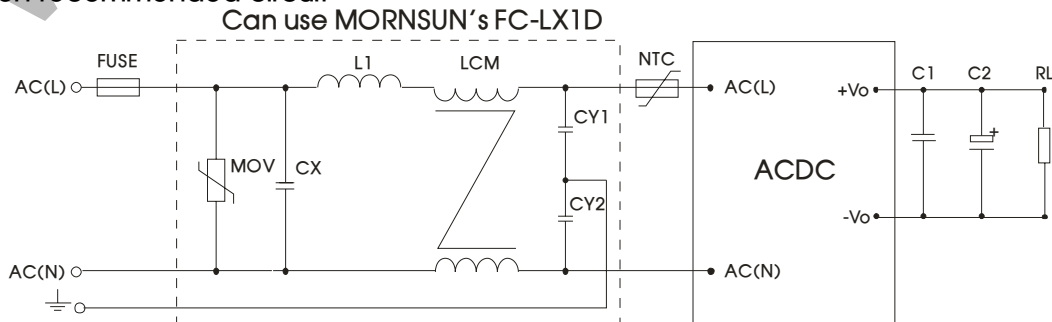 recommended
Can use MORNSUN's FC-LX1D
FUSE
L1
LCM
NTC
C1
C2
RL
AC(L)
AC(L)
+Vo
CY1
+
MOV
CX
ACDC
CY2
-Vo
AC(N)
AC(N)